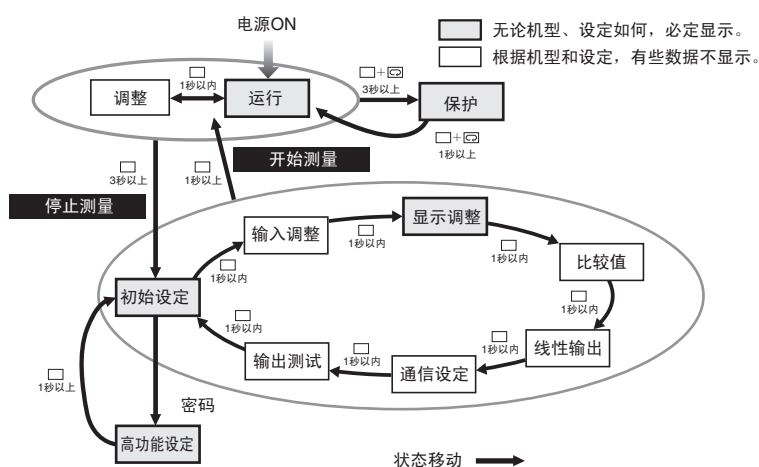 电源ON
无论机型、设定如何，必定显示。
根据机型和设定，有些数据不显示。
调整
1秒以内
运行
3秒以上
保护
1秒以上
开始测量
3秒以上
1秒以上
停止测量
输入调整
1秒以内
显示调整
1秒以内
比较值
1秒以内
初始设定
1秒以内
1秒以内
输出测试
1秒以内
通信设定
1秒以内
线性输出
1秒以上
密码
高功能设定
状态移动